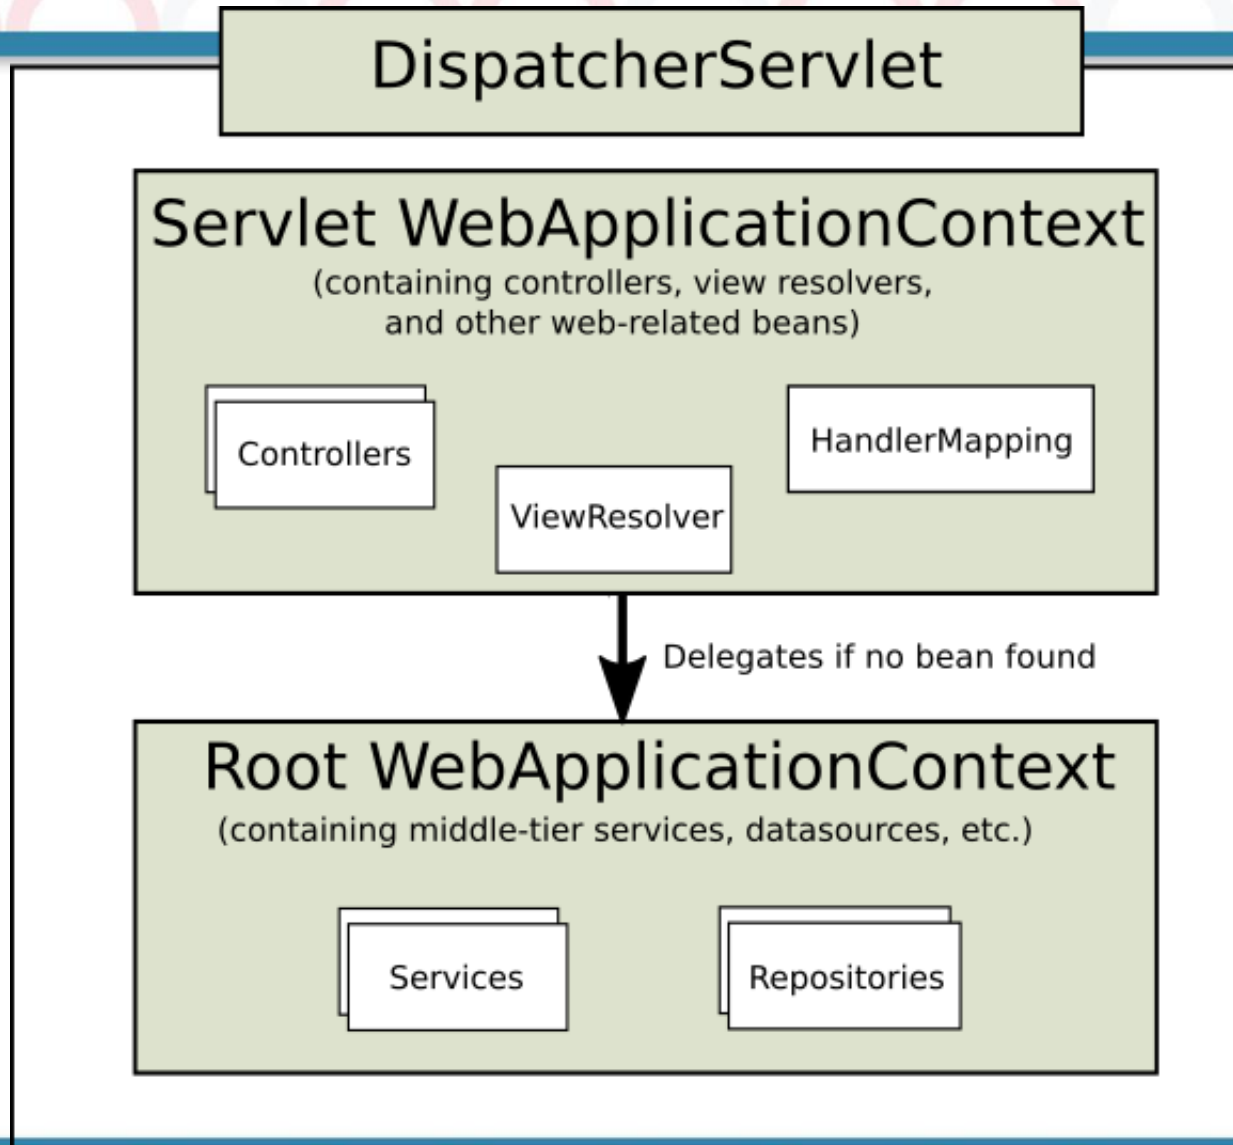 DispatcherServlet
Servlet WebApplicationContext
(containing controllers, view resolvers,
and other web-related beans)
Controllers
HandlerMapping
ViewResolver
Delegates if no bean found
Root WebApplicationContext
(containing middle-tier services, datasources, etc.)
Services
Repositories